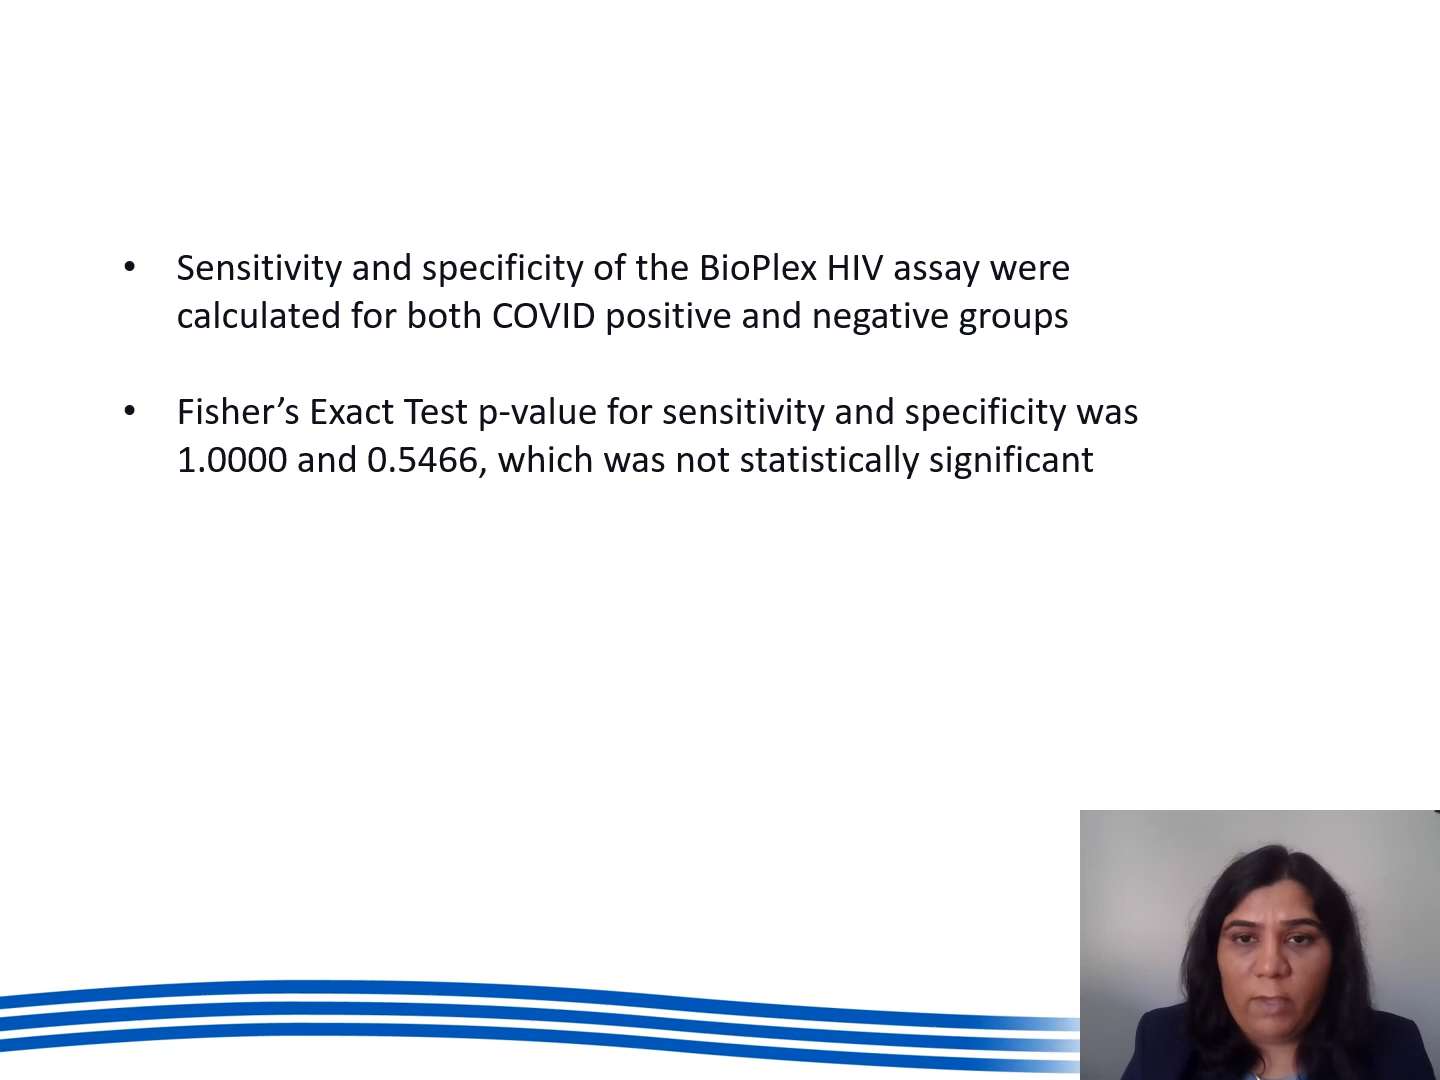 • Sensitivity and specificity of the BioPlex HIV assay were
calculated for both COVID positive and negative groups
• Fisher’s Exact Test p-value for sensitivity and specificity was
1.0000 and 0.5466, which was not statistically significant